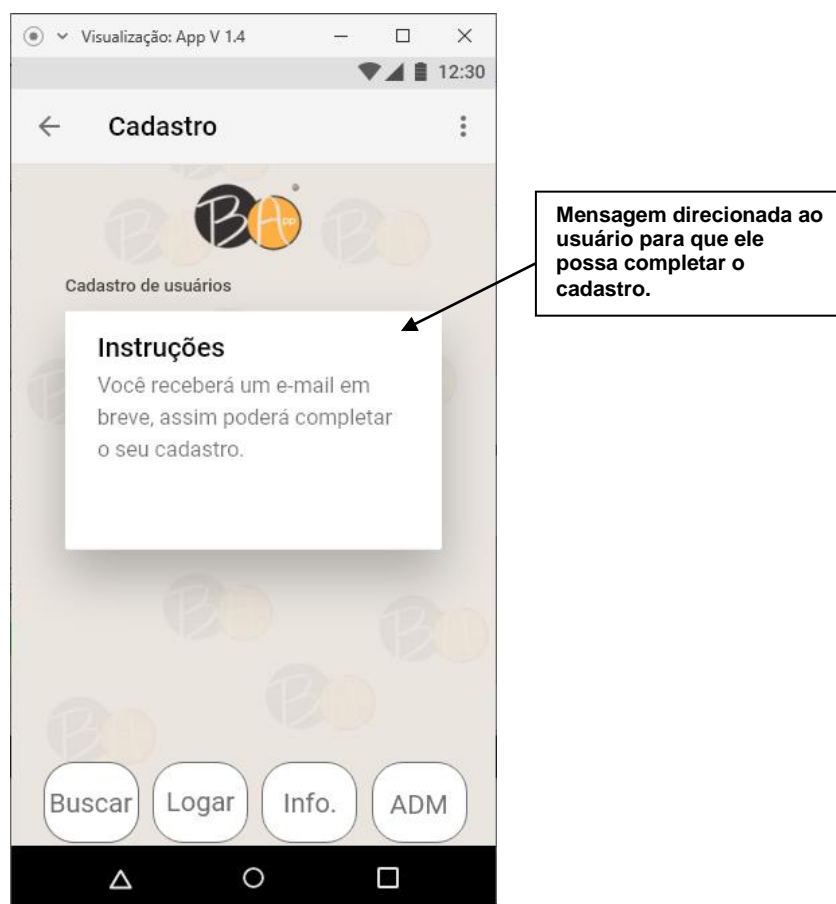 Visualização: App V 1.4
12:30
Cadastro
BApp
Cadastro de usuários
Instruções
Você receberá um e-mail em
breve, assim poderá completar
o seu cadastro.
Buscar Logar Info. ADM
Mensagem direcionada ao
usuário para que ele
possa completar o
cadastro.